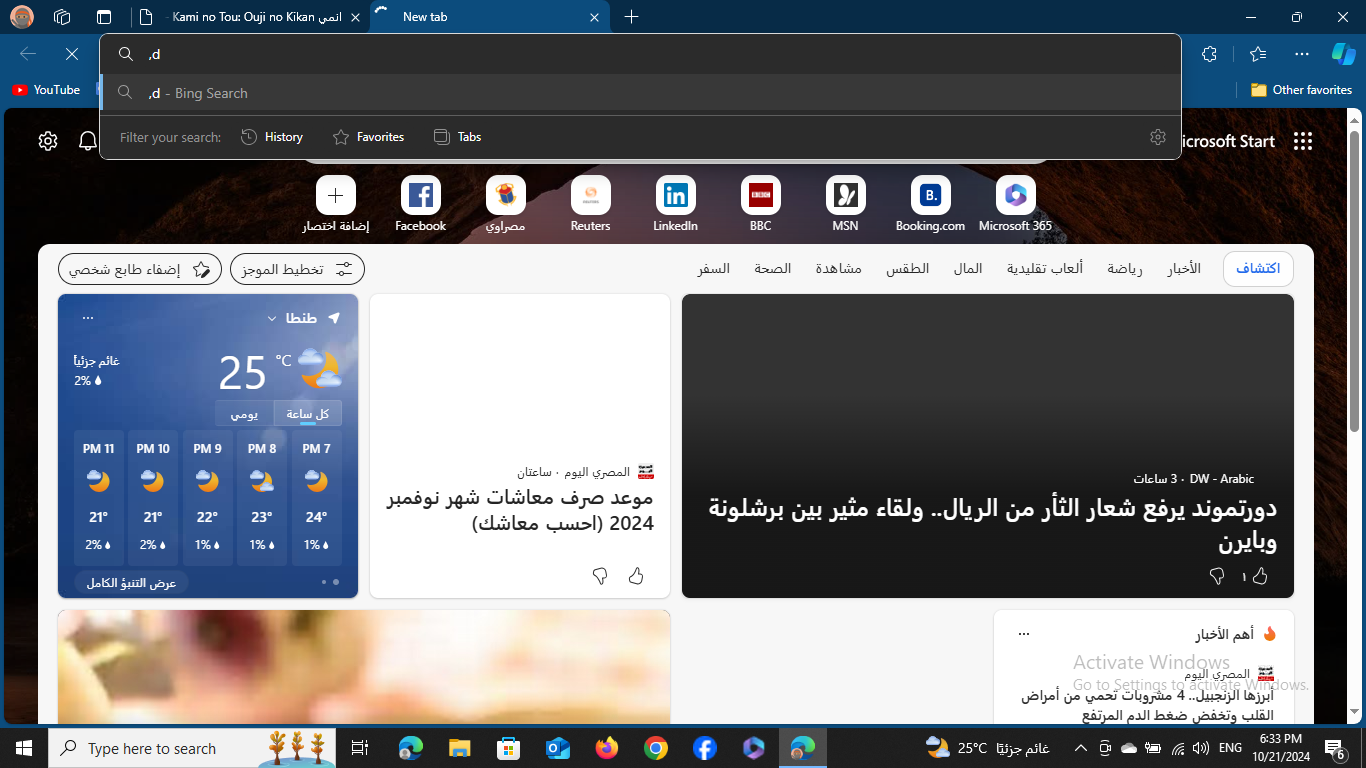 Kami no Tou: Ouji no Kikan انمي -
New tab
,d
,d - Bing Search
YouTube
Other favorites
Filter your search:
History
Favorites
Tabs
icrosoft Start
إضافة اختصار
Facebook
مصراوي
Reuters
LinkedIn
BBC
MSN
Booking.com
Microsoft 365
اكتشاف
الأخبار
رياضة
ألعاب تقليدية
المال
الطقس
مشاهدة
الصحة
السفر
تخطيط الموجز
إضفاء طابع شخصي
طنطا
غائم جزئياً
2%
25 °C
كل ساعة
يومي
PM 11
PM 10
PM 9
PM 8
PM 7
21°
21°
22°
23°
24°
2%
2%
1%
1%
1%
عرض التنبؤ الكامل
المصري اليوم · ساعتان
موعد صرف معاشات شهر نوفمبر
2024 (احسب معاشك)
DW - Arabic · 3 ساعات
دورتموند يرفع شعار الثأر من الريال.. ولقاء مثير بين برشلونة
وبايرن
١
أهم الأخبار
المصري اليوم
أبرزها الزنجبيل.. 4 مشروبات تحمي من أمراض
القلب وتخفض ضغط الدم المرتفع
Activate Windows
Go to Settings to activate Windows.
Type here to search
25°C غائم جزئيًا
ENG
6:33 PM
10/21/2024
6